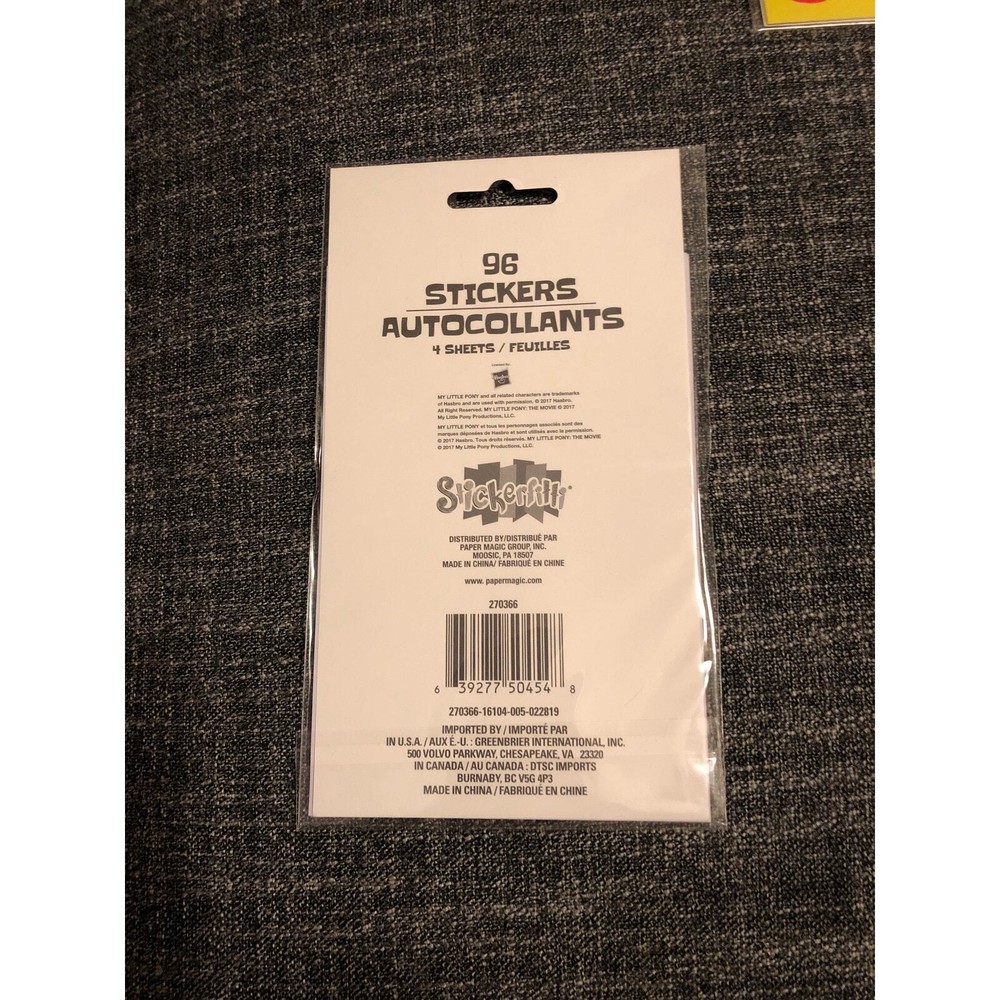 96
STICKERS
AUTOCOLLANTS
4 SHEETS / FEUILLES
Licensed By:
Hasbro
MY LITTLE PONY and all related characters are trademarks
of Hasbro and are used with permission. © 2017 Hasbro.
All Right Reserved. MY LITTLE PONY: THE MOVIE © 2017
My Little Pony Productions, LLC.
MY LITTLE PONY et tous les personnages associés sont des
marques déposées de Hasbro et sont utilisés avec la permission.
© 2017 Hasbro. Tous droits réservés. MY LITTLE PONY: THE MOVIE
© 2017 My Little Pony Productions, LLC.
Stickerfitti
DISTRIBUTED BY/DISTRIBUÉ PAR
PAPER MAGIC GROUP, INC.
MOOSIC, PA 18507
MADE IN CHINA/ FABRIQUÉ EN CHINE
www. papermagic.com
270366
6 39277 50454 8
270366-16104-005-022819
IMPORTED BY / IMPORTÉ PAR
IN U.S.A. / AUX É.-U. : GREENBRIER INTERNATIONAL, INC.
500 VOLVO PARKWAY, CHESAPEAKE, VA 23320
IN CANADA / AU CANADA : DTSC IMPORTS
BURNABY, BC V5G 4P3
MADE IN CHINA / FABRIQUÉ EN CHINE